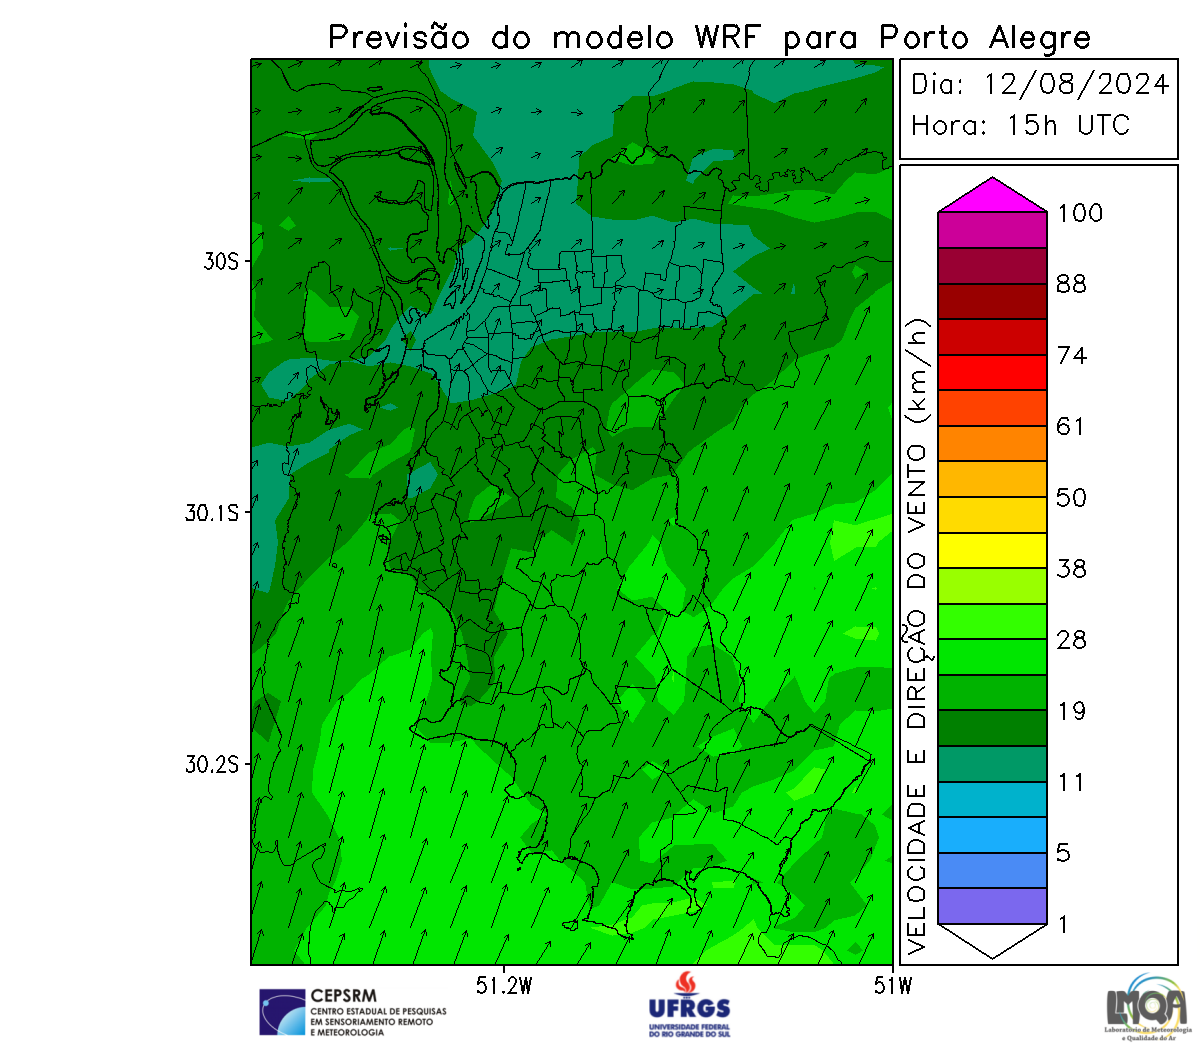 Previsão do modelo WRF para Porto Alegre
Dia: 12/08/2024
Hora: 15h UTC
30S
30.1S
30.2S
51.2W
51W
VELOCIDADE E DIREÇÃO DO VENTO (km/h)
100
88
74
61
50
38
28
19
11
5
1
CEPSRM
CENTRO ESTADUAL DE PESQUISAS
EM SENSORIAMENTO REMOTO
E METEOROLOGIA
UFRGS
UNIVERSIDADE FEDERAL
DO RIO GRANDE DO SUL
LMQA
Laboratório de Meteorologia
e Qualidade do Ar